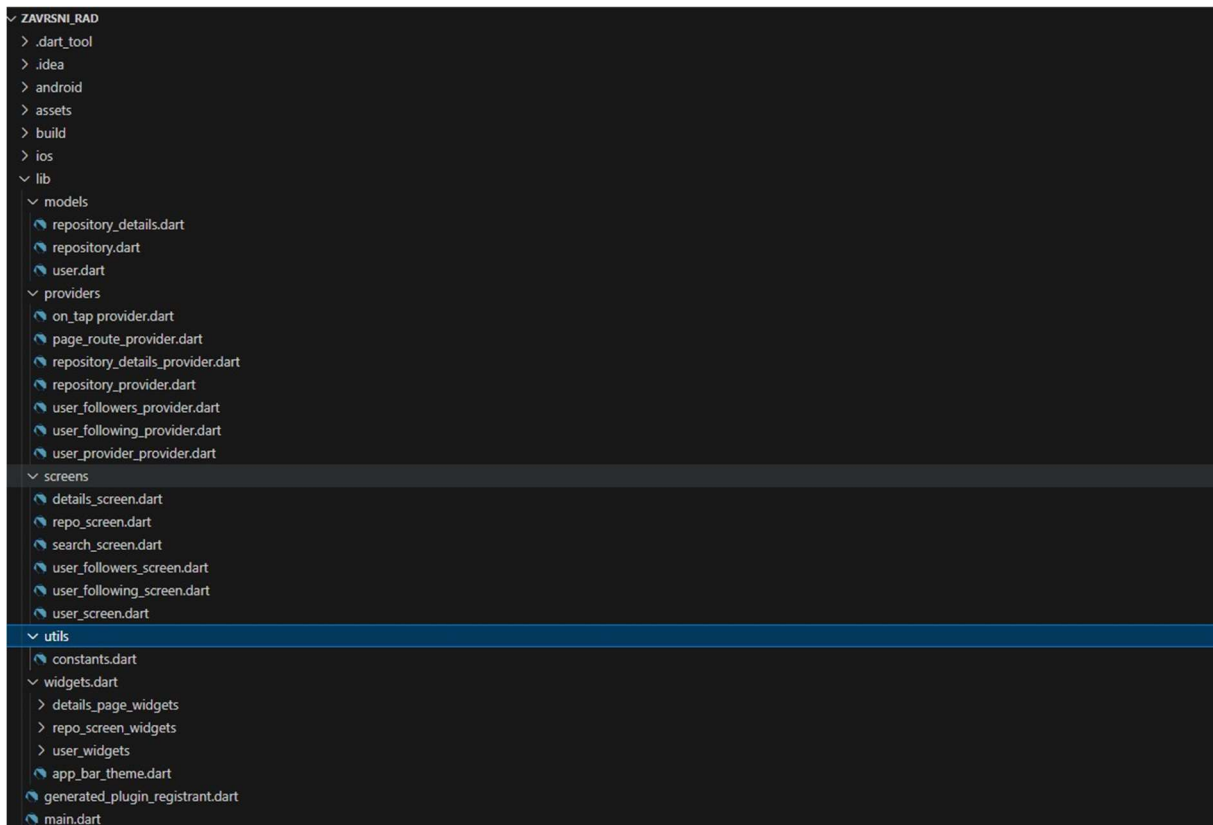 ZAVRSNI_RAD
.dart_tool
.idea
android
assets
build
ios
lib
models
repository_details.dart
repository.dart
user.dart
providers
on_tap provider.dart
page_route_provider.dart
repository_details_provider.dart
repository_provider.dart
user_followers_provider.dart
user_following_provider.dart
user_provider_provider.dart
screens
details_screen.dart
repo_screen.dart
search_screen.dart
user_followers_screen.dart
user_following_screen.dart
user_screen.dart
utils
constants.dart
widgets.dart
details_page_widgets
repo_screen_widgets
user_widgets
app_bar_theme.dart
generated_plugin_registrant.dart
main.dart